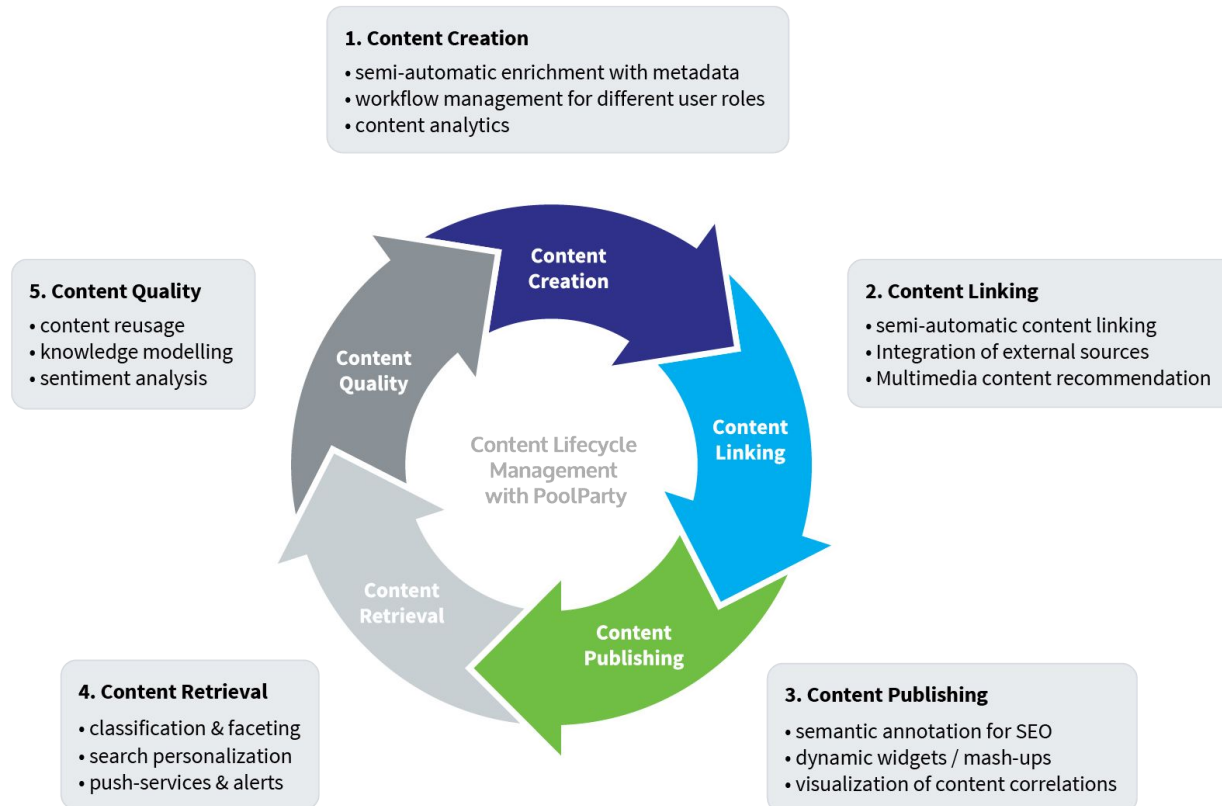 1. Content Creation
• semi-automatic enrichment with metadata
• workflow management for different user roles
• content analytics
Content
Creation
5. Content Quality
• content reusage
• knowledge modelling
• sentiment analysis
2. Content Linking
• semi-automatic content linking
• Integration of external sources
• Multimedia content recommendation
Content
Quality
Content
Linking
Content Lifecycle
Management
with PoolParty
Content
Retrieval
Content
Publishing
4. Content Retrieval
• classification & faceting
• search personalization
• push-services & alerts
3. Content Publishing
• semantic annotation for SEO
• dynamic widgets / mash-ups
• visualization of content correlations